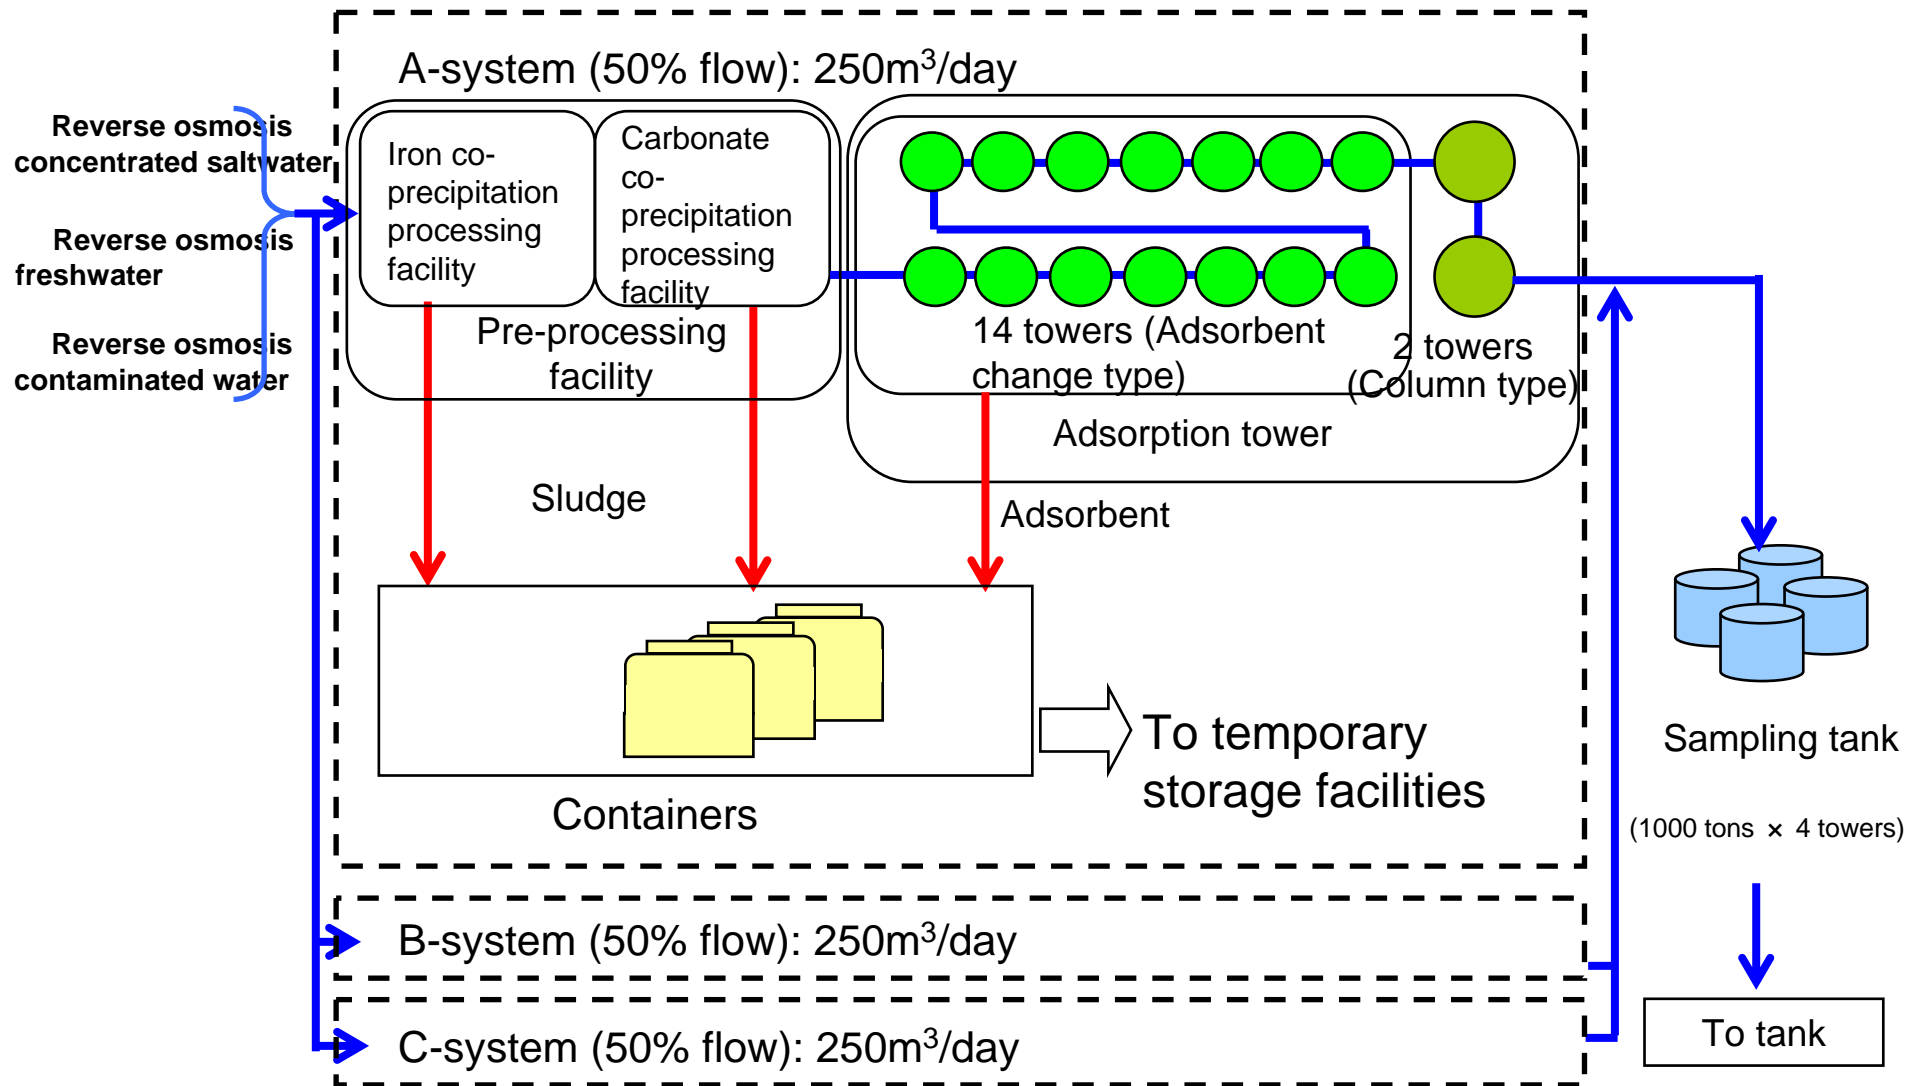 A-system (50% flow): 250m³/day
Reverse osmosis
concentrated saltwater
Reverse osmosis
freshwater
Reverse osmosis
contaminated water
Iron co-
precipitation
processing
facility
Carbonate
co-
precipitation
processing
facility
Pre-processing
facility
14 towers (Adsorbent
change type)
2 towers
(Column type)
Adsorption tower
Sludge
Adsorbent
Containers
To temporary
storage facilities
Sampling tank
(1000 tons × 4 towers)
B-system (50% flow): 250m³/day
C-system (50% flow): 250m³/day
To tank